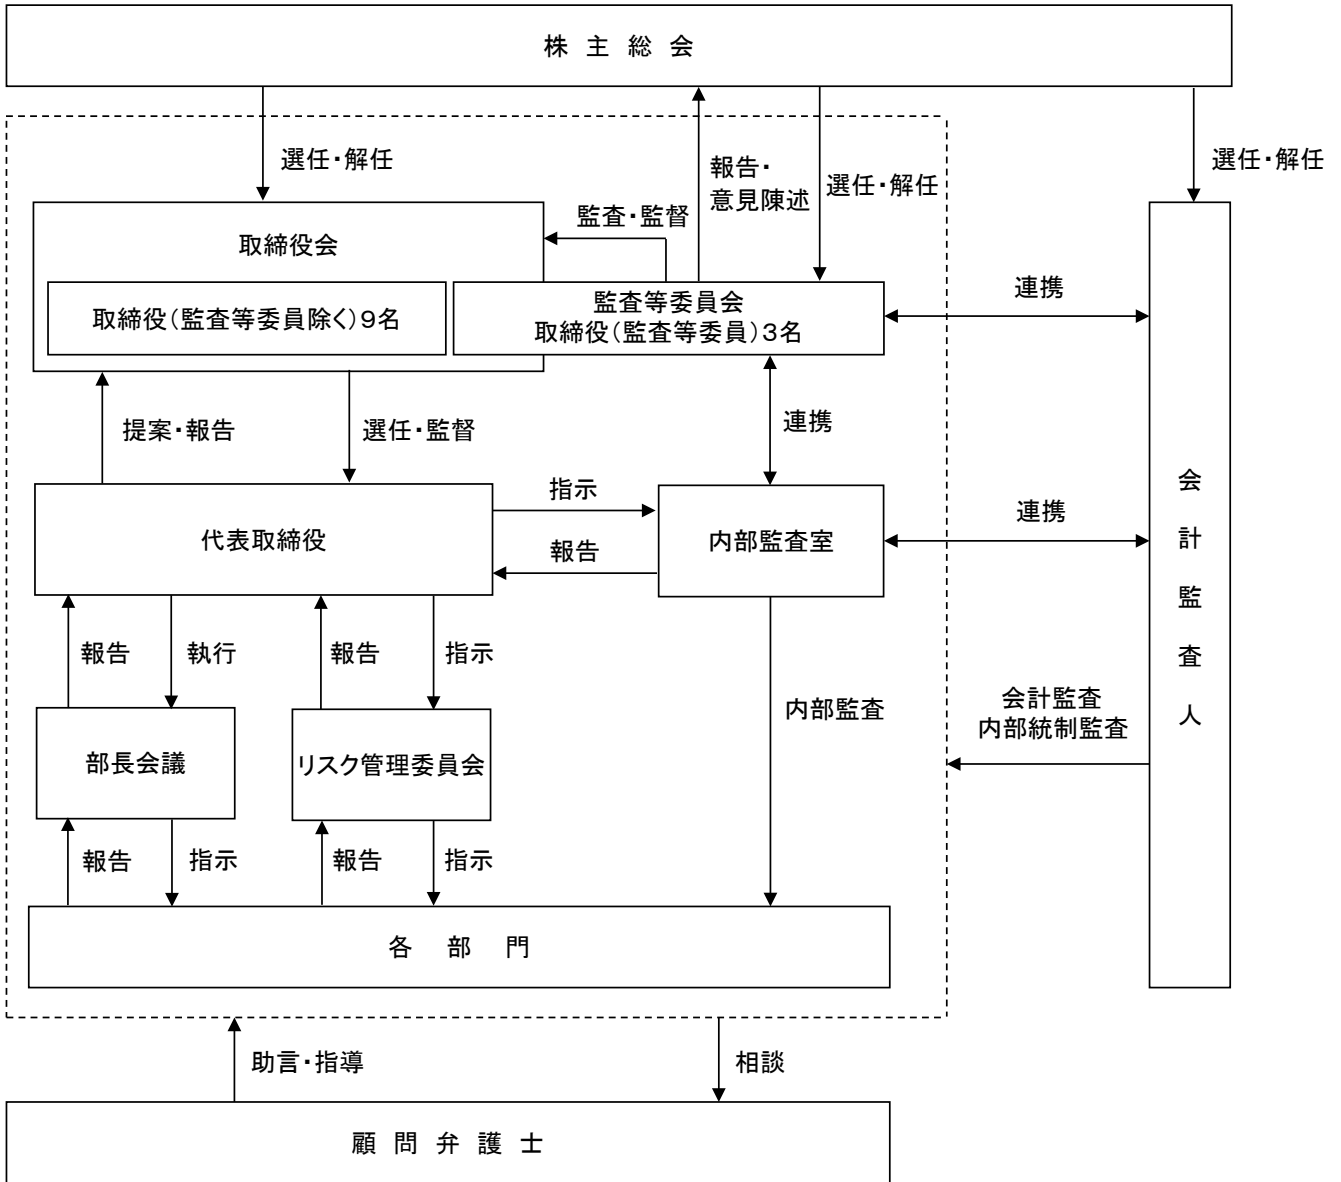 株 主 総 会
選任・解任
報告・
意見陳述
選任・解任
選任・解任
監査・監督
取締役会
取締役(監査等委員除く)9名
監査等委員会
取締役(監査等委員)3名
連携
提案・報告
選任・監督
連携
指示
代表取締役
報告
内部監査室
連携
会計監査人
報告
執行
報告
指示
内部監査
会計監査
内部統制監査
部長会議
リスク管理委員会
報告
指示
報告
指示
各 部 門
助言・指導
相談
顧 問 弁 護 士